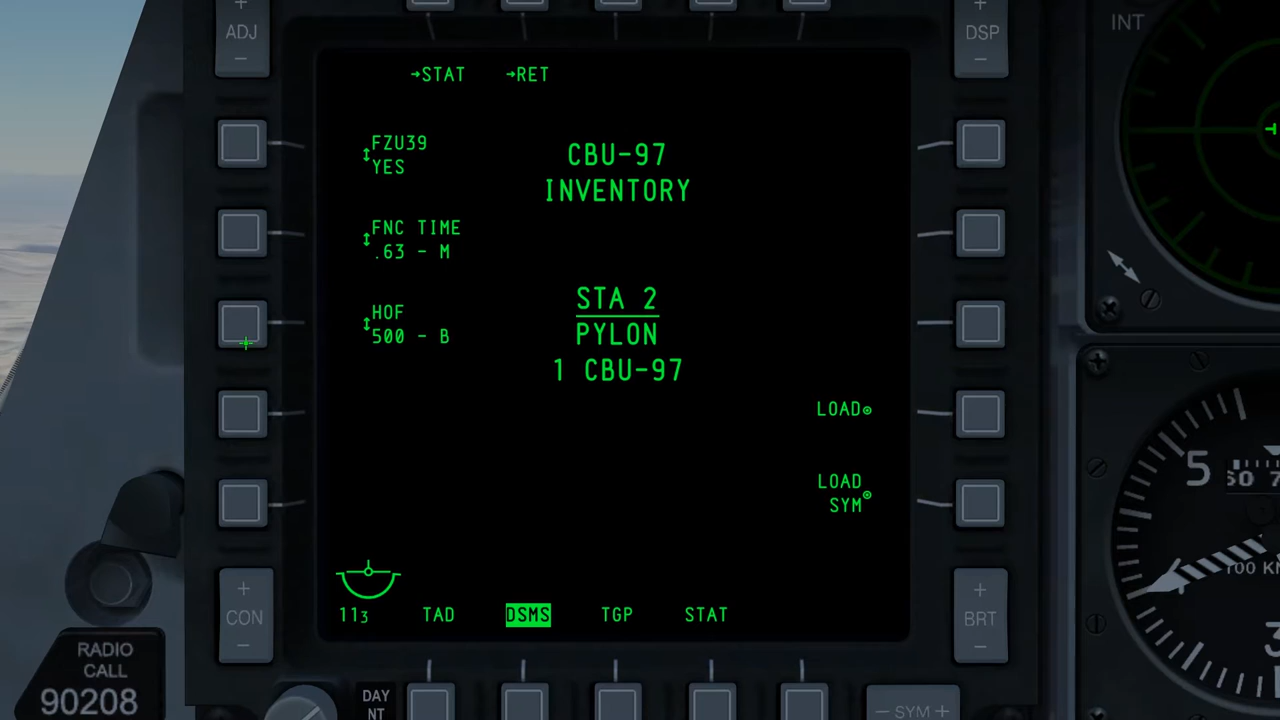 ADJ
DSP
INT
→STAT →RET
FZU39
YES
CBU-97
INVENTORY
FNC TIME
.63 - M
STA 2
HOF
500 - B
PYLON
1 CBU-97
LOAD
LOAD
SYM
5
100 KN
3
CON
BRT
113 TAD DSMS TGP STAT
RADIO
CALL
90208
DAY
NT
- SYM +